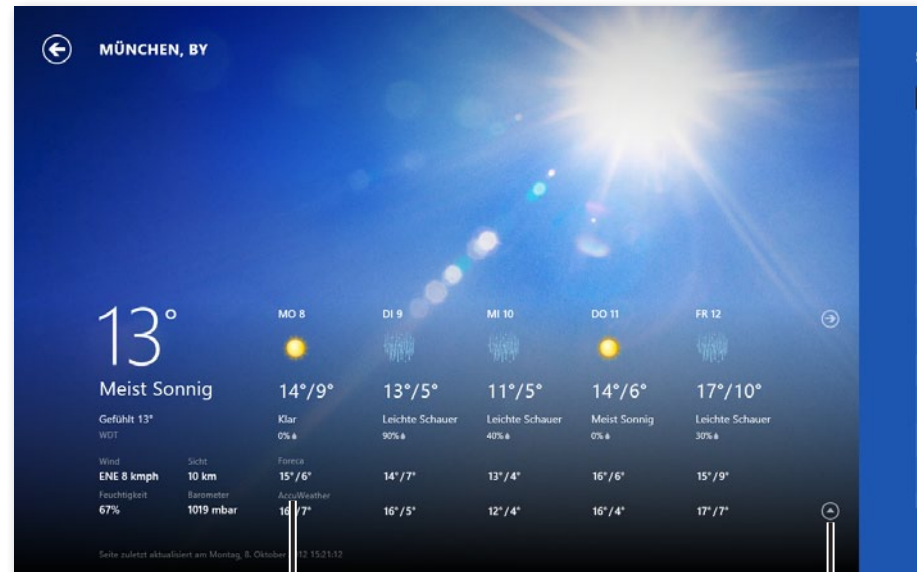 MÜNCHEN, BY
13°
Meist Sonnig
Gefühlt 13°
WDT
Wind Sicht
ENE 8 kmph 10 km
Feuchtigkeit Barometer
67% 1019 mbar
MO 8 DI 9 MI 10 DO 11 FR 12
14°/9° 13°/5° 11°/5° 14°/6° 17°/10°
Klar Leichte Schauer Leichte Schauer Meist Sonnig Leichte Schauer
0% 90% 40% 0% 30%
Foreca
15°/6° 14°/7° 13°/4° 16°/6° 15°/9°
AccuWeather
/7° 16°/5° 12°/4° 16°/4° 17°/7°
Seite zuletzt aktualisiert am Montag, 8. Oktober 15:21:12